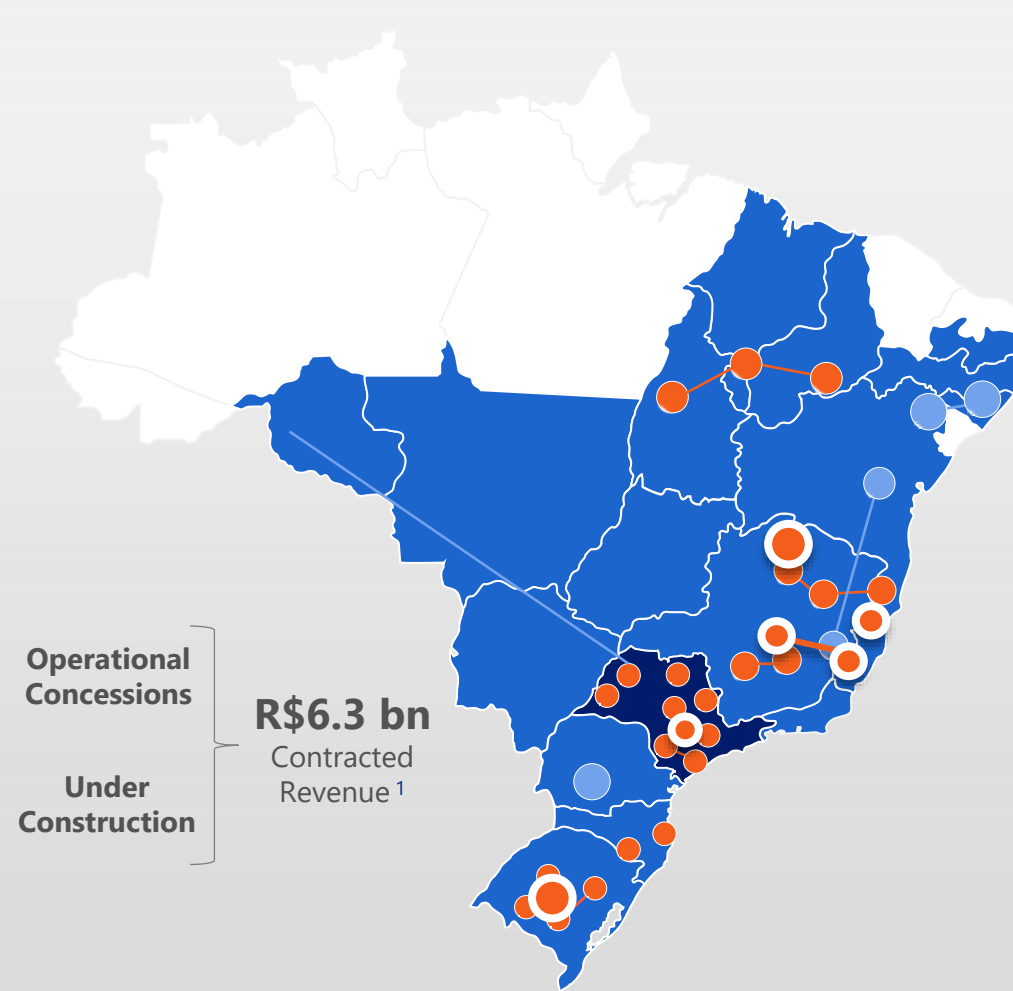 Operational
Concessions
R$6.3 bn
Contracted
Revenue 1
Under
Construction